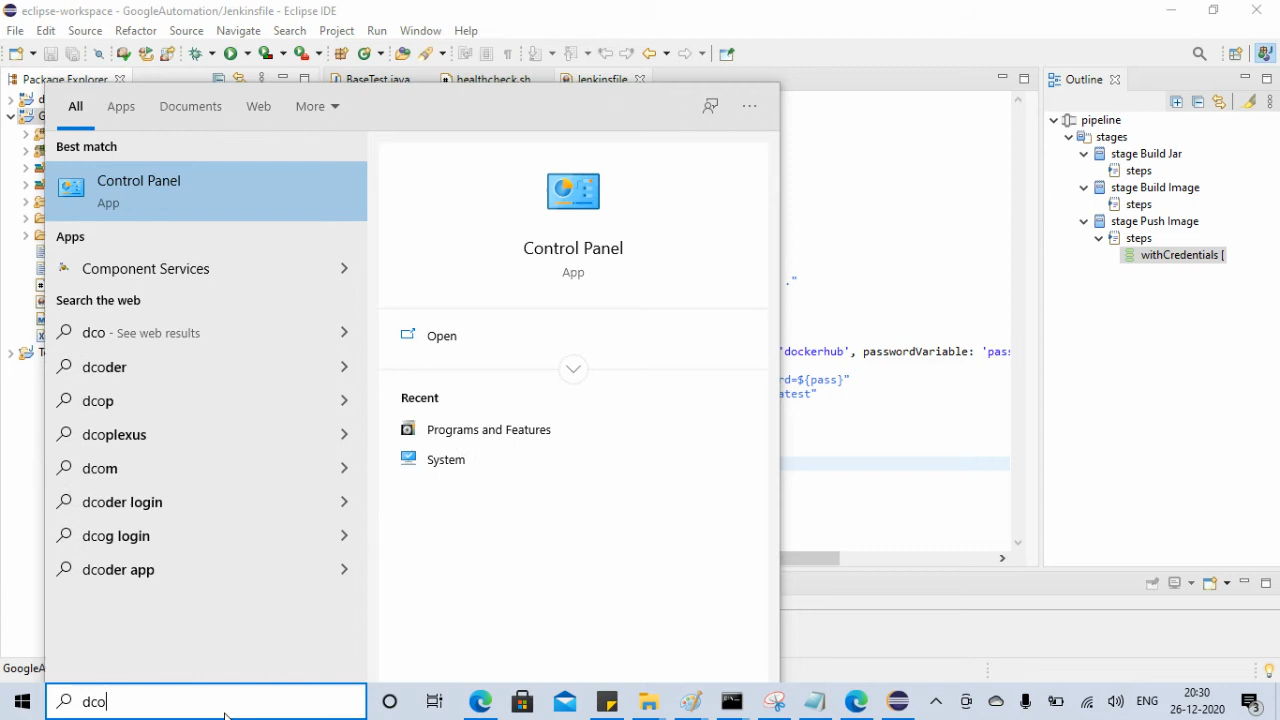 eclipse-workspace - GoogleAutomation/Jenkinsfile - Eclipse IDE
File Edit Source Refactor Source Navigate Search Project Run Window Help
Package Explorer
BaseTest.java
healthcheck.sh
Jenkinsfile
Outline
All
Apps
Documents
Web
More
Best match
Control Panel
App
Apps
Component Services
Search the web
dco - See web results
dcoder
dcop
dcoplexus
dcom
dcoder login
dcog login
dcoder app
Control Panel
App
Open
Recent
Programs and Features
System
."
'dockerhub', passwordVariable: 'pass
rd=${pass}"
atest"
pipeline
stages
stage Build Jar
steps
stage Build Image
steps
stage Push Image
steps
withCredentials [
GoogleA
dco
ENG
20:30
26-12-2020
3